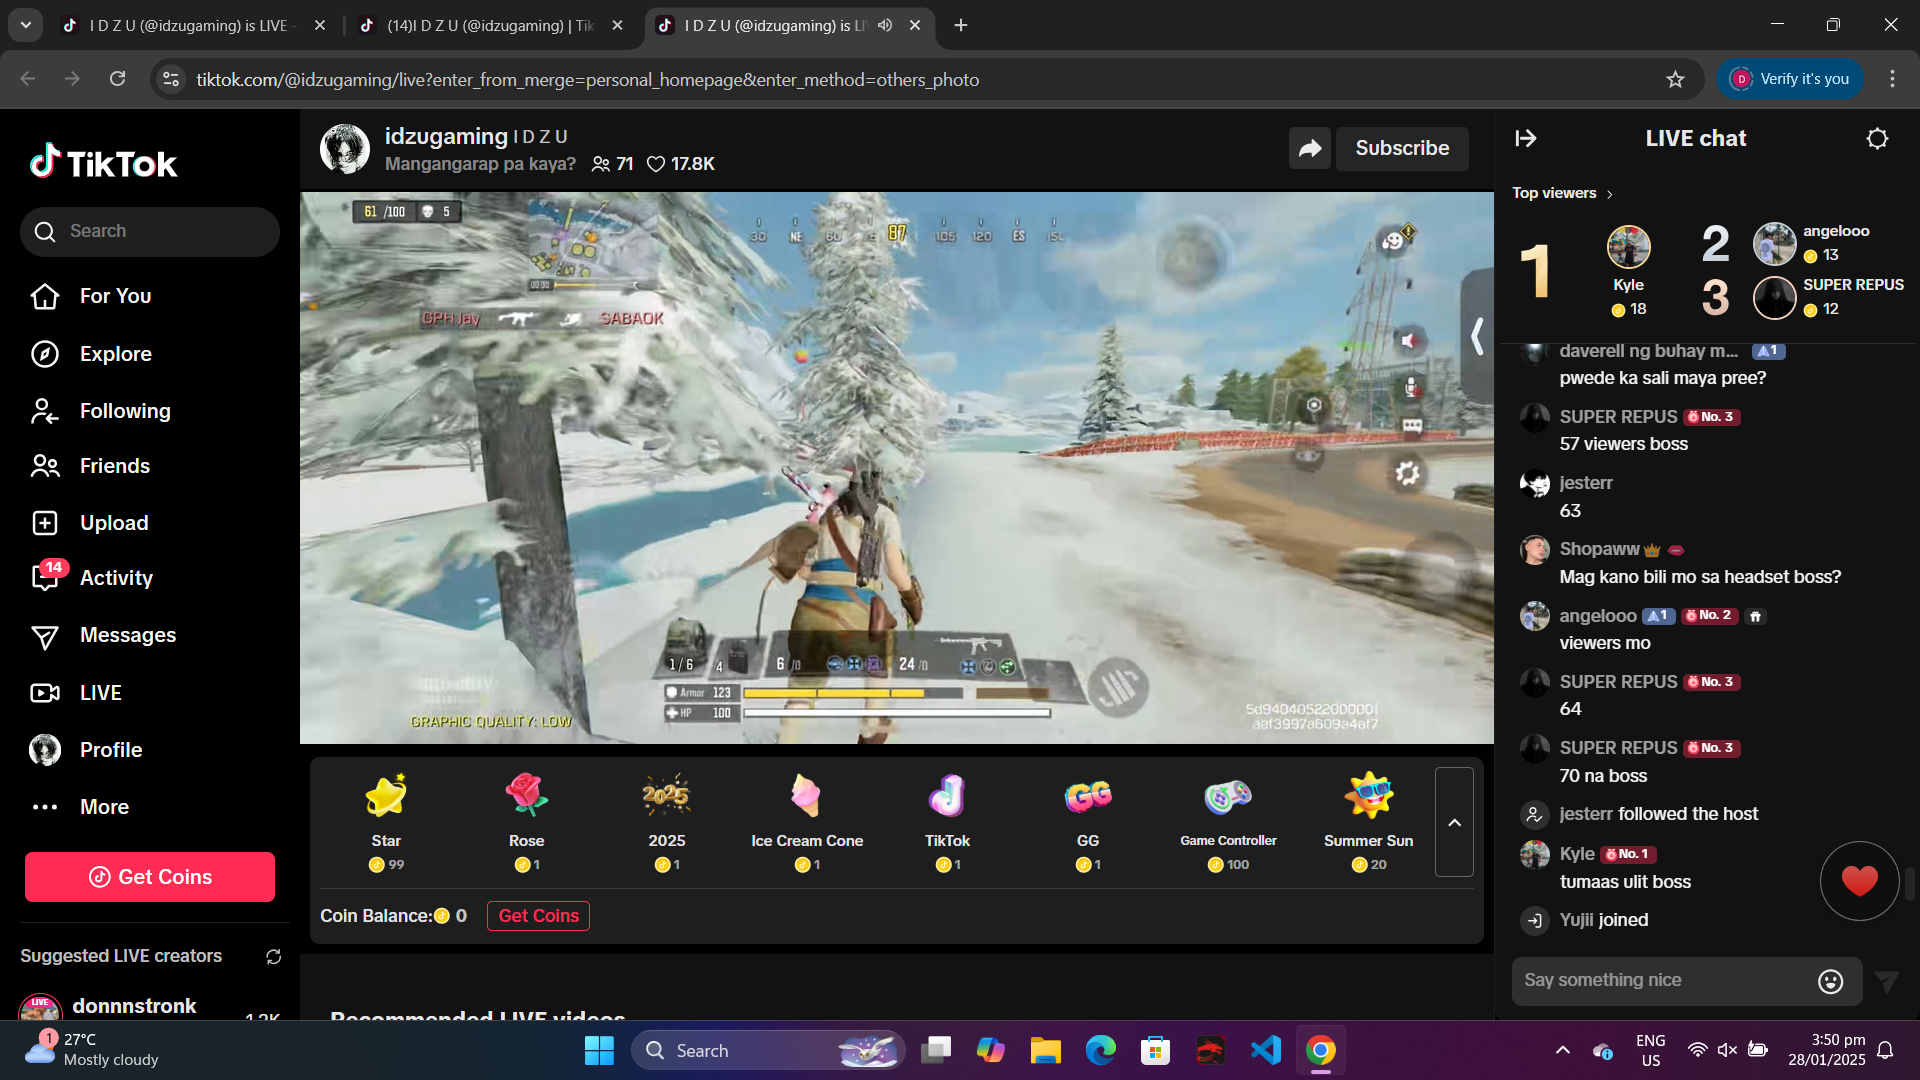 I D Z U (@idzugaming) is LIVE -
(14)I D Z U (@idzugaming) | Tik
I D Z U (@idzugaming) is LI
tiktok.com/@idzugaming/live?enter_from_merge=personal_homepage&enter_method=others_photo
Verify it's you
TikTok
Search
For You
Explore
Following
Friends
Upload
14
Activity
Messages
LIVE
Profile
More
Get Coins
Suggested LIVE creators
LIVE
donnnstronk
idzugaming I D Z U
Mangangarap pa kaya? 71 17.8K
Subscribe
61 /100 5
30 NE 60 87 105 120 ES
00:00
GPH.Jay SABAOK
1 / 6 4 6 /0 24 /0
Armor 123
HP 100
GRAPHIC QUALITY: LOW
Star
99
Rose
1
2025
2025
1
Ice Cream Cone
1
TikTok
1
GG
GG
1
Game Controller
100
Summer Sun
20
Coin Balance: 0 Get Coins
Recommended LIVE videos
LIVE chat
Top viewers
1
Kyle
18
2
angelooo
13
3
SUPER REPUS
12
daverell ng buhay m... 1
pwede ka sali maya pree?
SUPER REPUS No. 3
57 viewers boss
jesterr
63
Shopaww
Mag kano bili mo sa headset boss?
angelooo 1 No. 2
viewers mo
SUPER REPUS No. 3
64
SUPER REPUS No. 3
70 na boss
jesterr followed the host
Kyle No. 1
tumaas ulit boss
Yujii joined
Say something nice
1
27°C
Mostly cloudy
Search
ENG
US
3:50 pm
28/01/2025